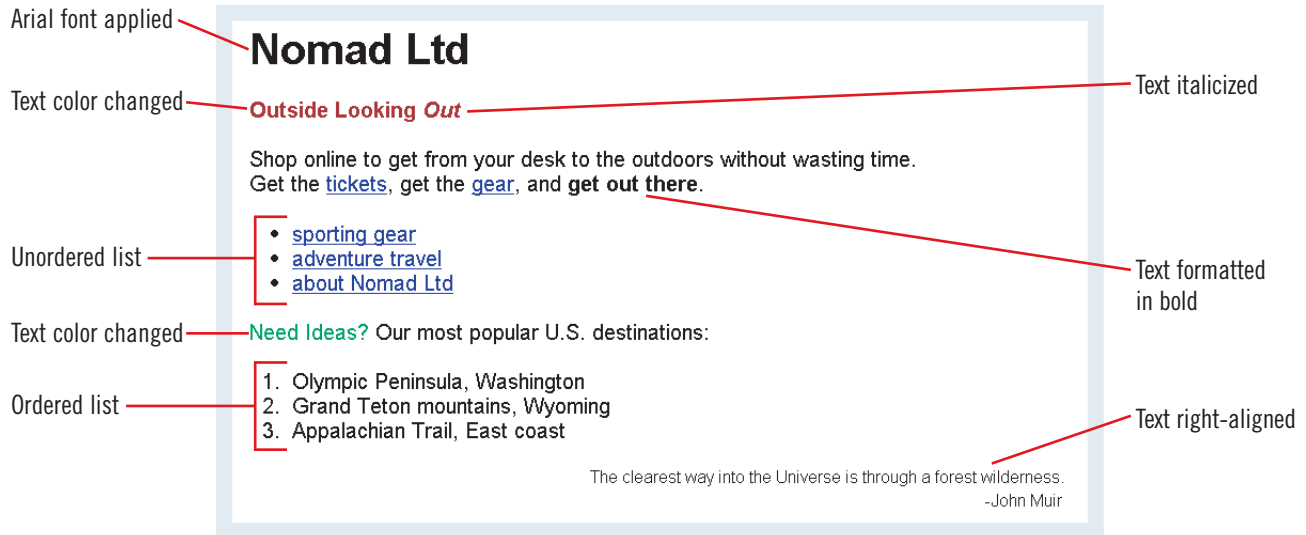 Arial font applied
Nomad Ltd
Text color changed
Outside Looking Out
Text italicized
Shop online to get from your desk to the outdoors without wasting time.
Get the tickets, get the gear, and get out there.
Unordered list
• sporting gear
• adventure travel
• about Nomad Ltd
Text formatted
in bold
Text color changed
Need Ideas? Our most popular U.S. destinations:
Ordered list
1. Olympic Peninsula, Washington
2. Grand Teton mountains, Wyoming
3. Appalachian Trail, East coast
Text right-aligned
The clearest way into the Universe is through a forest wilderness.
-John Muir